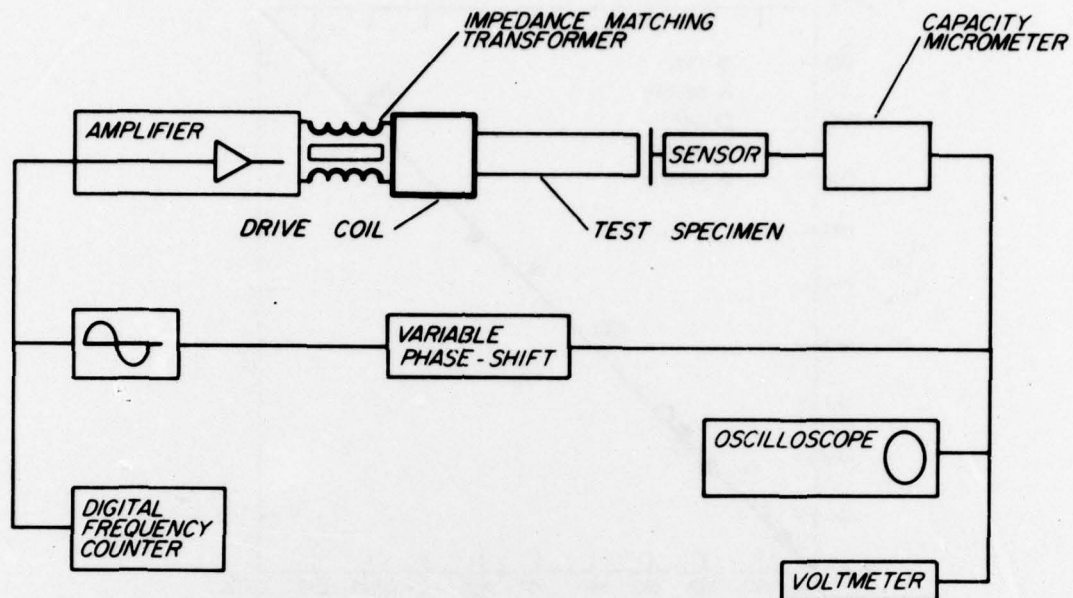 IMPEDANCE MATCHING
TRANSFORMER
CAPACITY
MICROMETER
AMPLIFIER
SENSOR
DRIVE COIL
TEST SPECIMEN
VARIABLE
PHASE-SHIFT
OSCILLOSCOPE
DIGITAL
FREQUENCY
COUNTER
VOLTMETER